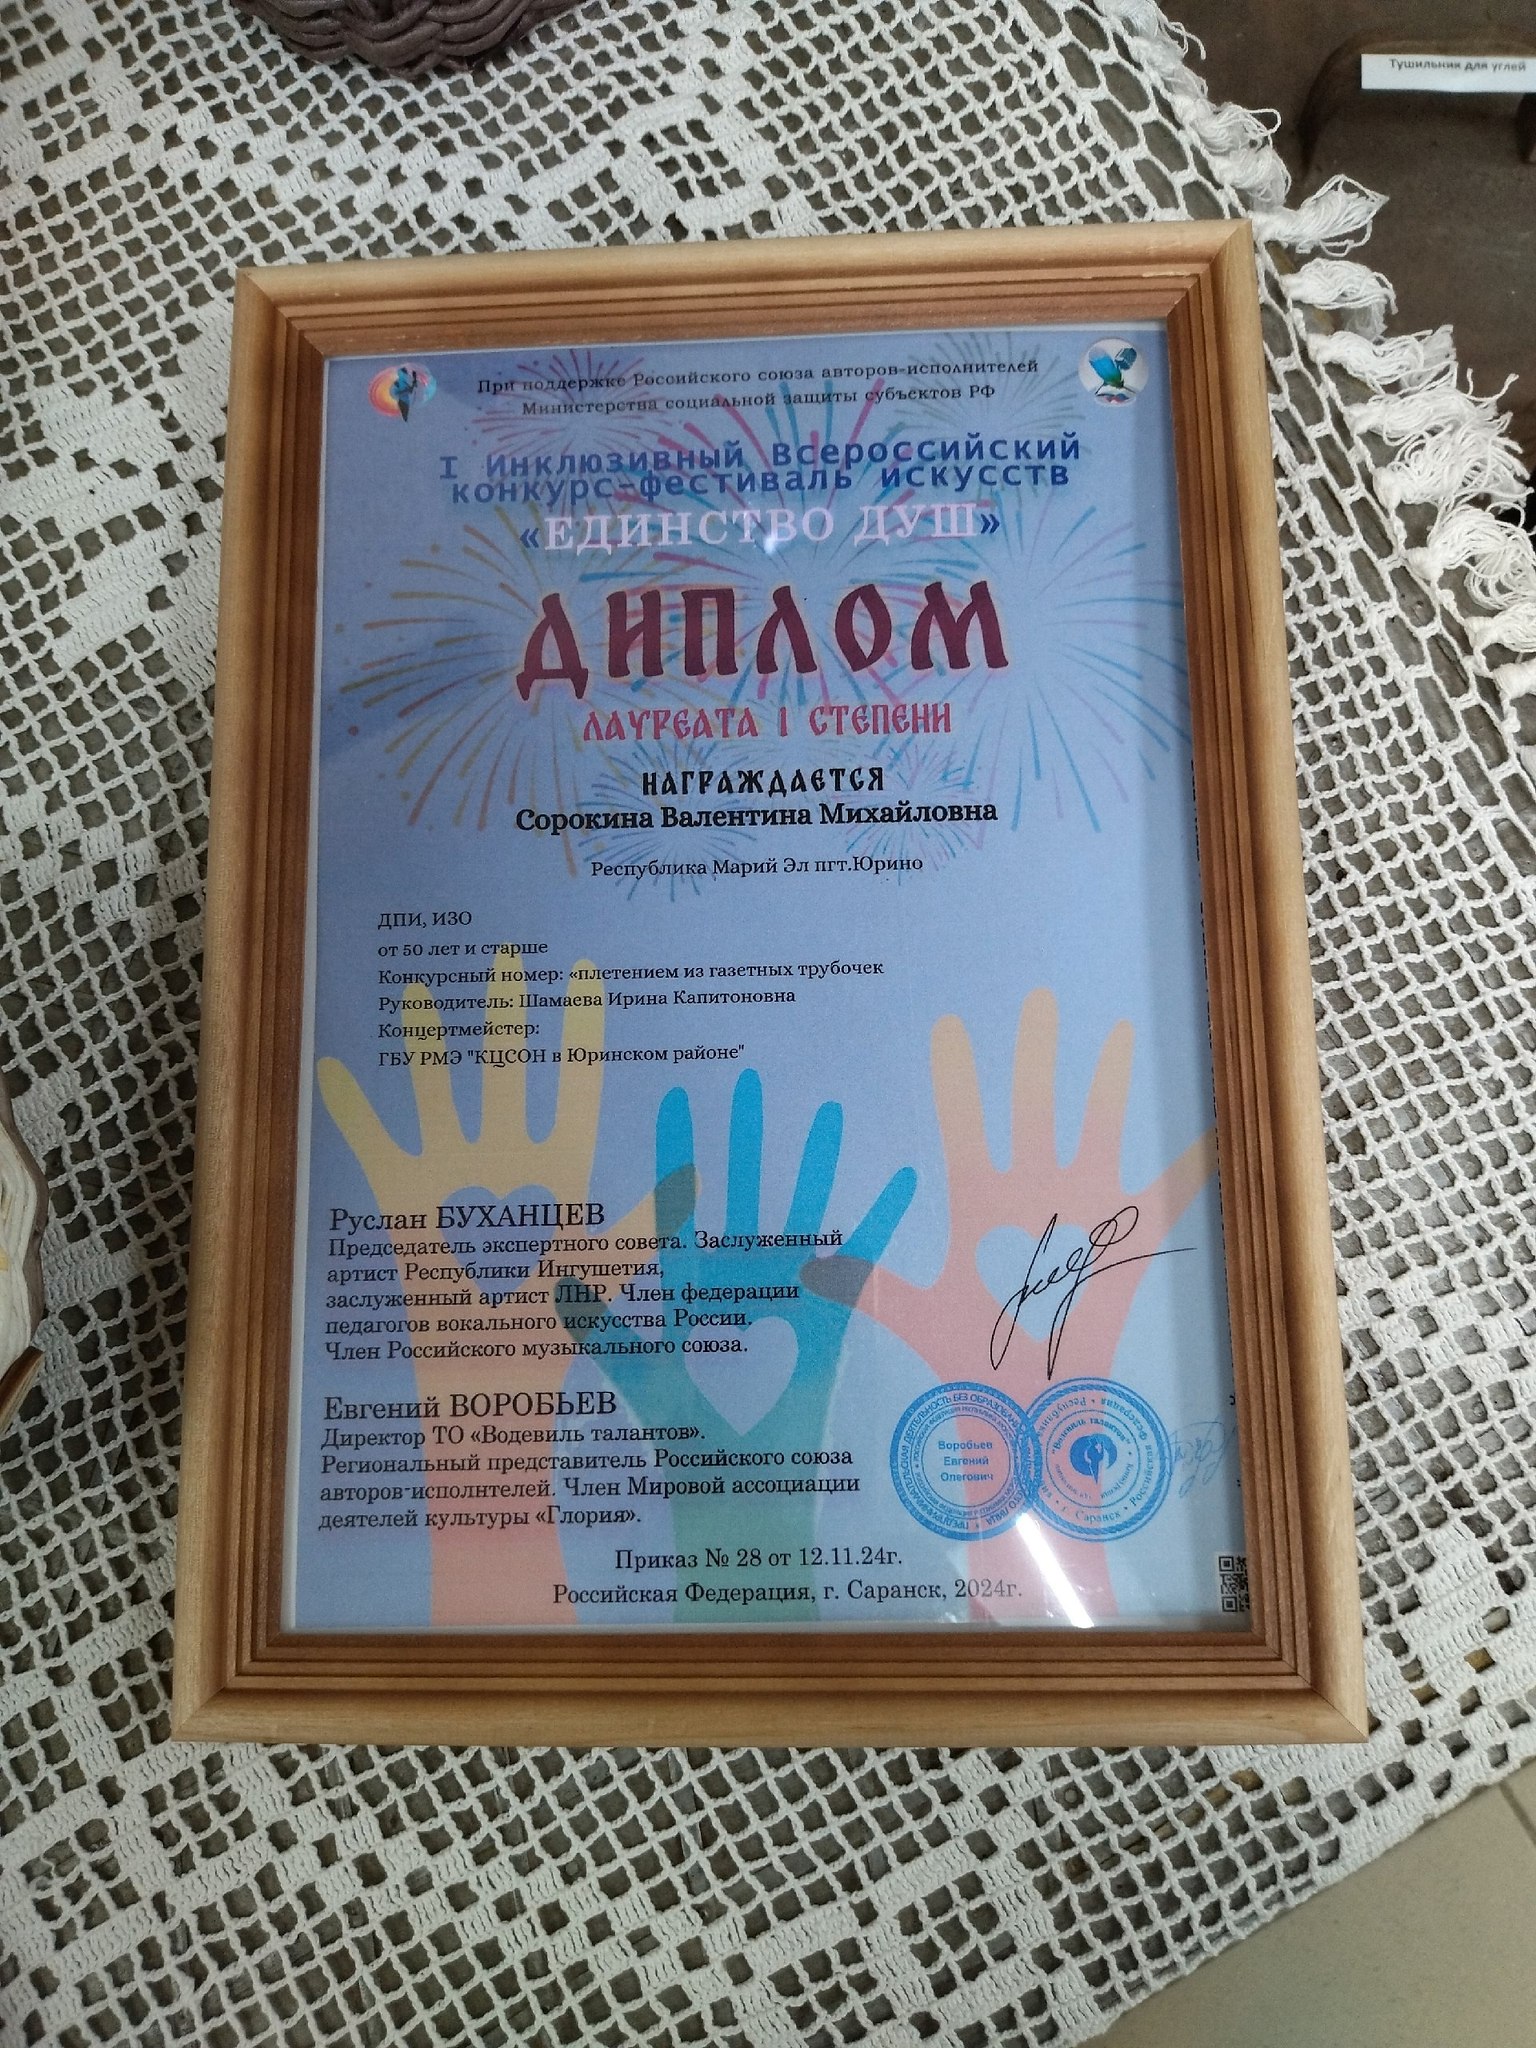 Тушильник для углей
При поддержке Российского союза авторов-исполнителей
Министерства социальной защиты субъектов РФ
I инклюзивный Всероссийский
конкурс-фестиваль искусств
«ЕДИНСТВО ДУШ»
ДИПЛОМ
ЛАУРЕАТА I СТЕПЕНИ
НАГРАЖДАЕТСЯ
Сорокина Валентина Михайловна
Республика Марий Эл пгт.Юрино
ДПИ, ИЗО
от 50 лет и старше
Конкурсный номер: «плетением из газетных трубочек
Руководитель: Шамаева Ирина Капитоновна
Концертмейстер:
ГБУ РМЭ "КЦСОН в Юринском районе"
Руслан БУХАНЦЕВ
Председатель экспертного совета. Заслуженный
артист Республики Ингушетия,
заслуженный артист ЛНР. Член федерации
педагогов вокального искусства России.
Член Российского музыкального союза.
Евгений ВОРОБЬЕВ
Директор ТО «Водевиль талантов».
Региональный представитель Российского союза
авторов-исполнтелей. Член Мировой ассоциации
деятелей культуры «Глория».
Воробьев
Евгений
Олегович
"Водевиль талантов"
г. Саранск
Приказ № 28 от 12.11.24г.
Российская Федерация, г. Саранск, 2024г.